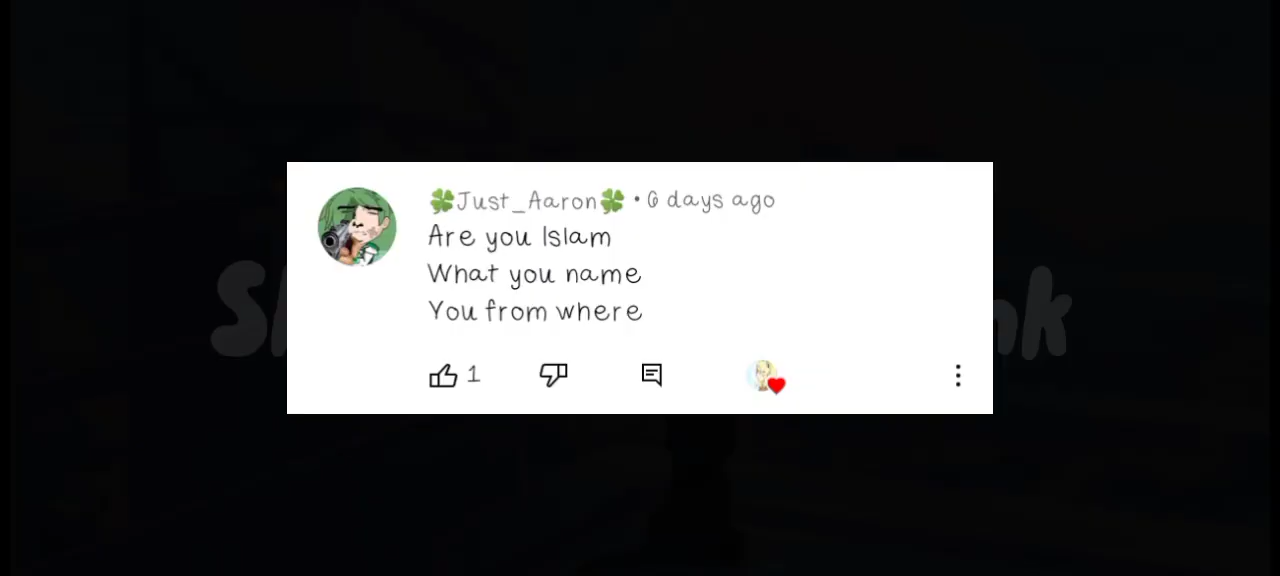 🍀Just_Aaron🍀 • 6 days ago
Are you Islam
What you name
You from where
1